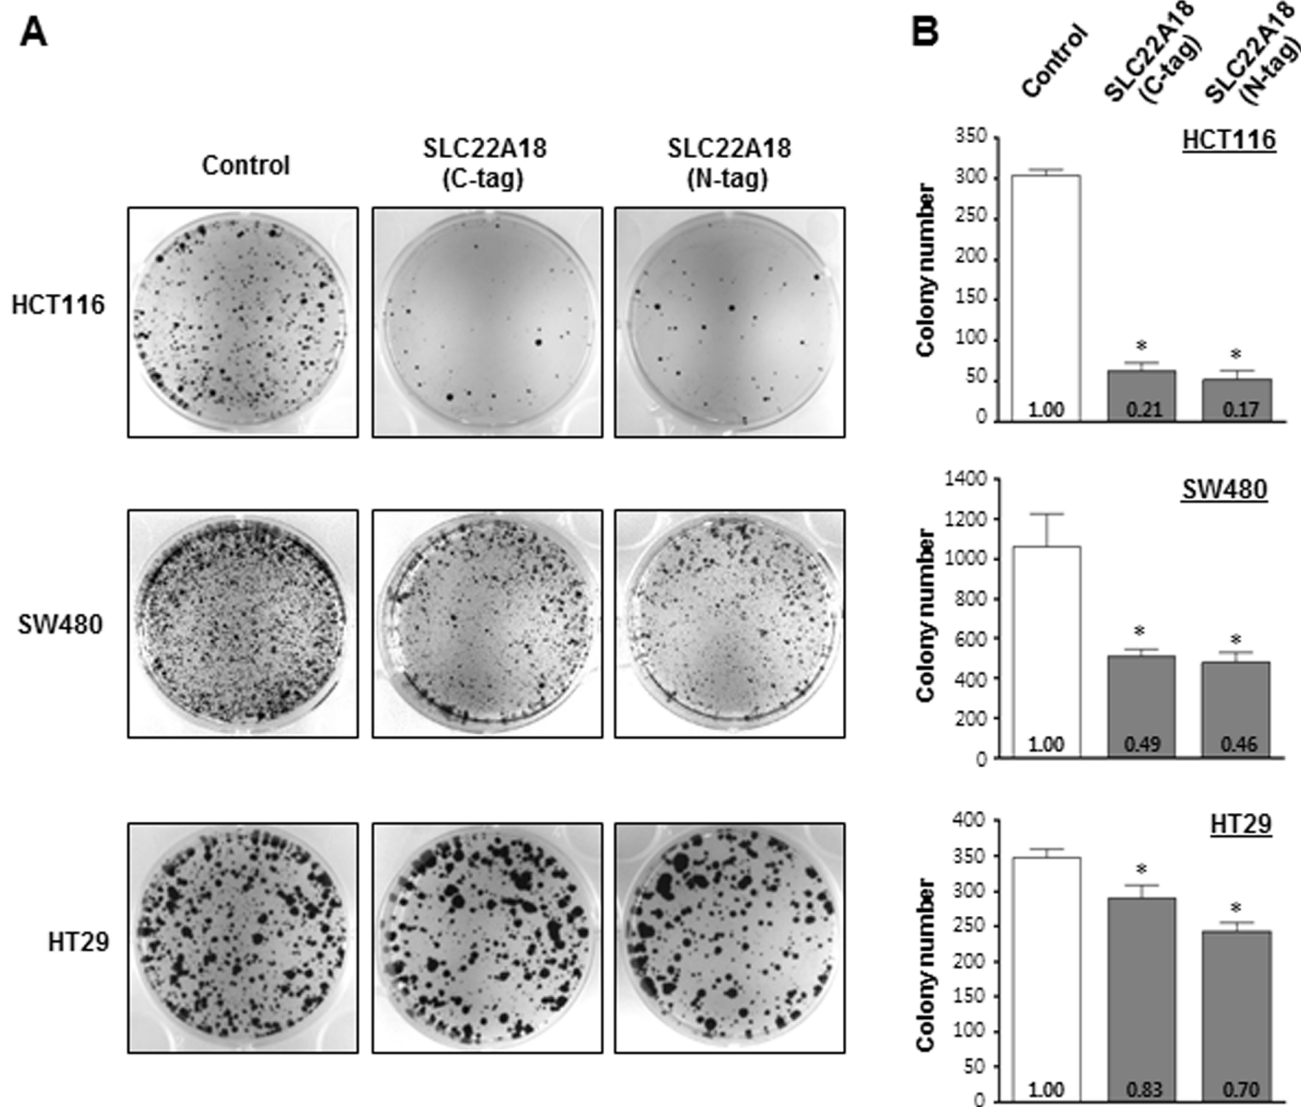 A
Control
SLC22A18
(C-tag)
SLC22A18
(N-tag)
HCT116
SW480
HT29
B
Control
SLC22A18
(C-tag)
SLC22A18
(N-tag)
HCT116
Colony number
350
300
250
200
150
100
50
0
*
*
1.00
0.21
0.17
SW480
Colony number
1400
1200
1000
800
600
400
200
0
*
*
1.00
0.49
0.46
HT29
Colony number
400
350
300
250
200
150
100
50
0
*
*
1.00
0.83
0.70